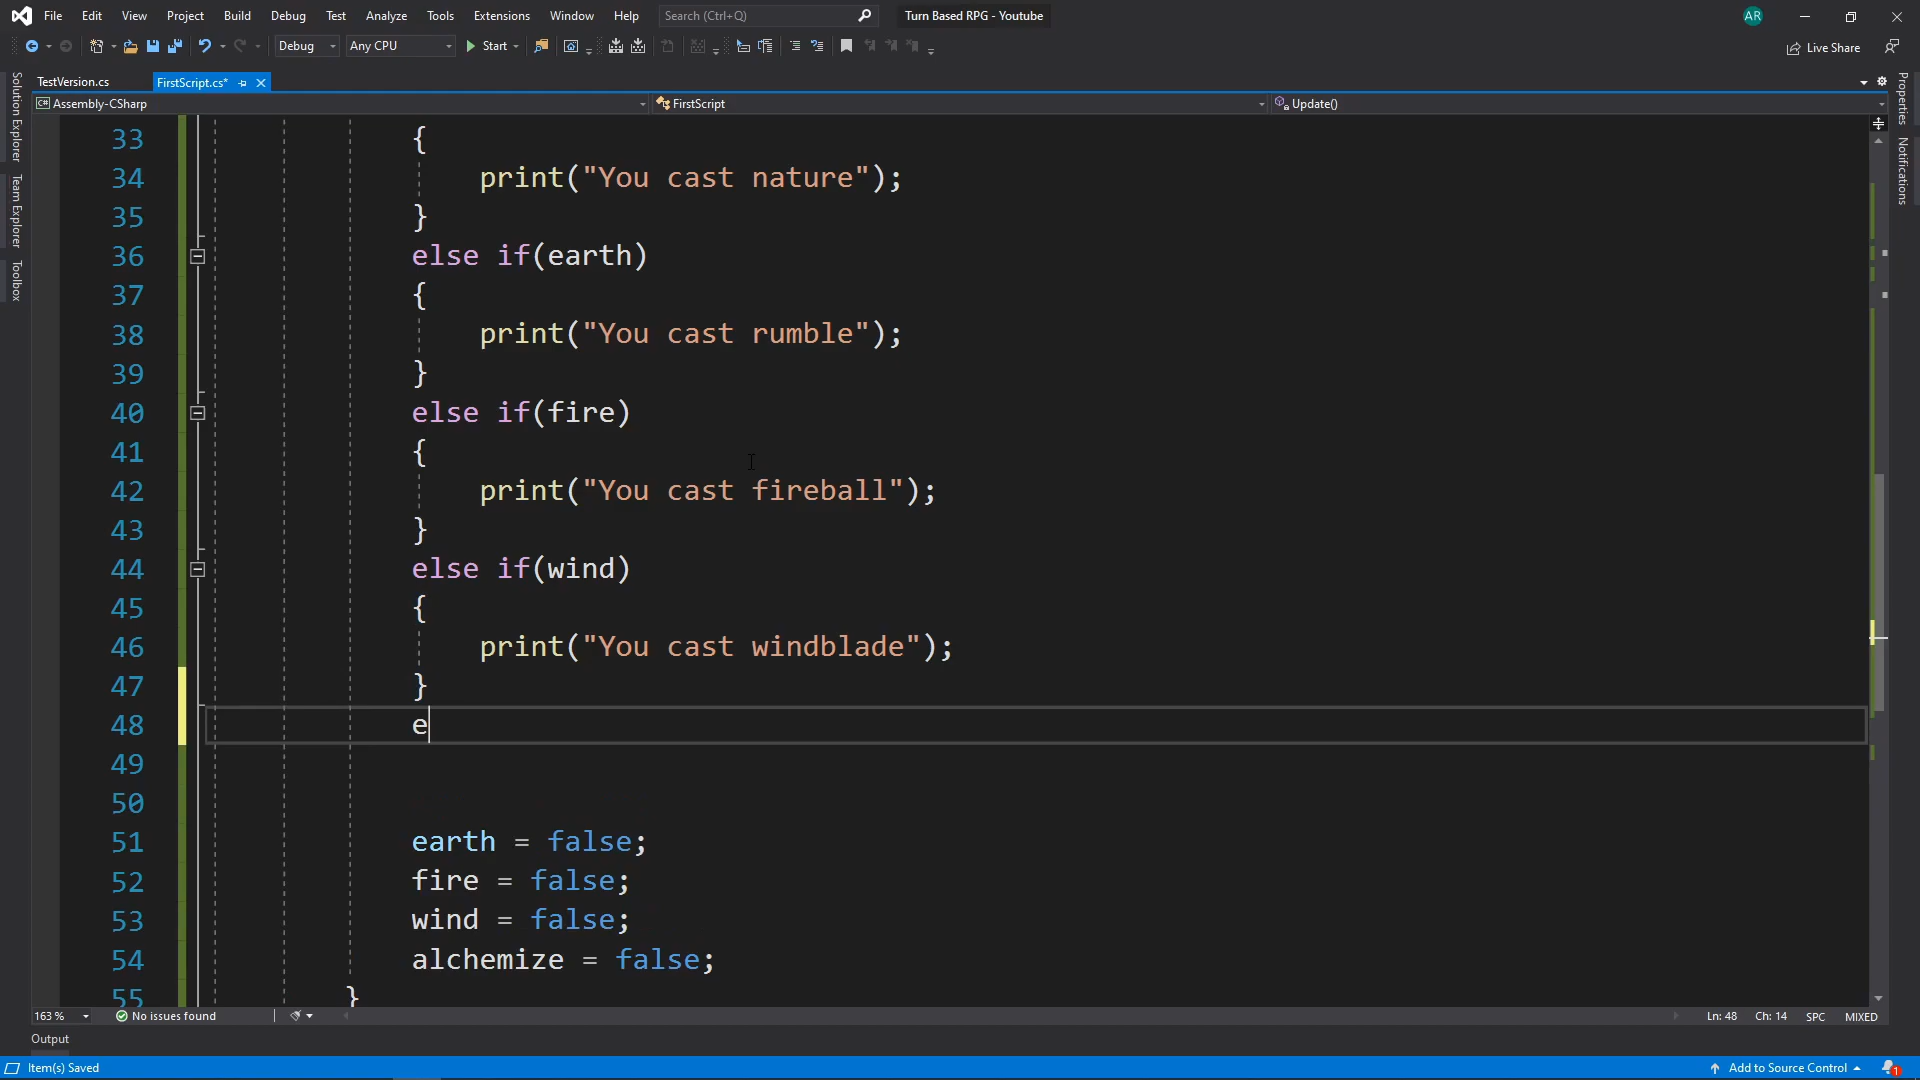 File Edit View Project Build Debug Test Analyze Tools Extensions Window Help Search (Ctrl+Q) Turn Based RPG - Youtube AR
Debug Any CPU Start Live Share
TestVersion.cs FirstScript.cs*
Assembly-CSharp FirstScript Update()
Solution Explorer
Team Explorer
Toolbox
Properties
Notifications
33 {
34 print("You cast nature");
35 }
36 else if(earth)
37 {
38 print("You cast rumble");
39 }
40 else if(fire)
41 {
42 print("You cast fireball");
43 }
44 else if(wind)
45 {
46 print("You cast windblade");
47 }
48 e
49
50
51 earth = false;
52 fire = false;
53 wind = false;
54 alchemize = false;
55 }
163 % No issues found Ln: 48 Ch: 14 SPC MIXED
Output
Item(s) Saved Add to Source Control 1